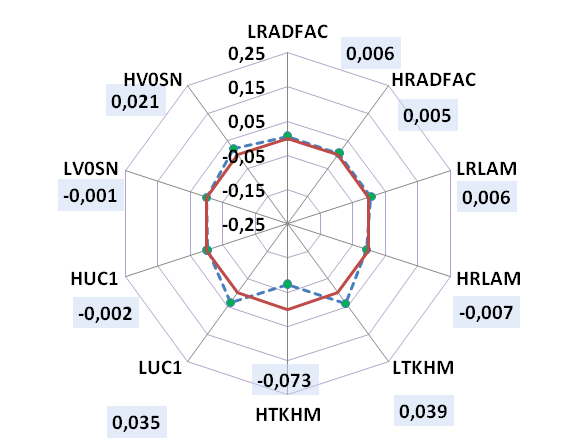 LRADFAC
0,25
0,006
HV0SN
HRADFAC
0,15
0,021
0,005
0,05
-0,05
LV0SN
LRLAM
-0,001
0,006
-0,15
-0,25
HUC1
HRLAM
-0,002
-0,007
LUC1
LTKHM
-0,073
HTKHM
0,035
0,039